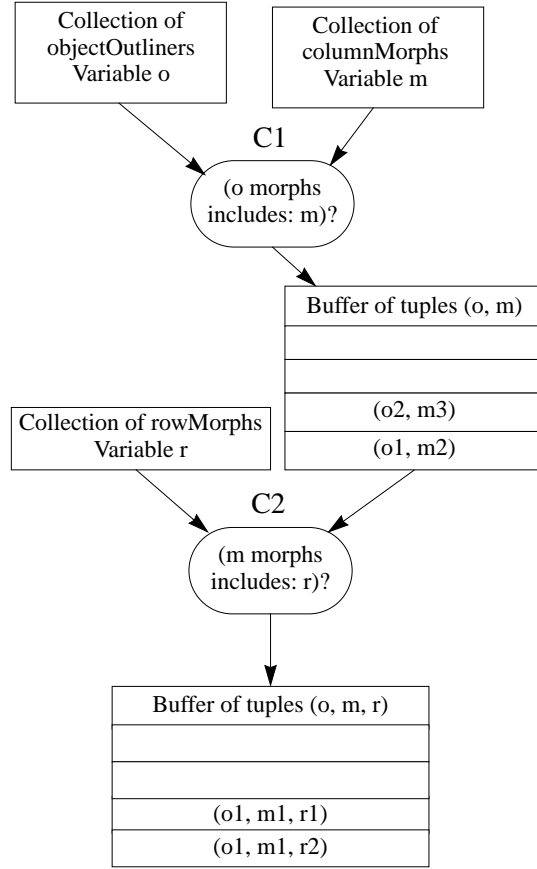 Collection of
objectOutliners
Variable o
Collection of
columnMorphs
Variable m
C1
(o morphs
includes: m)?
Buffer of tuples (o, m)
(o2, m3)
(o1, m2)
Collection of rowMorphs
Variable r
C2
(m morphs
includes: r)?
Buffer of tuples (o, m, r)
(o1, m1, r1)
(o1, m1, r2)